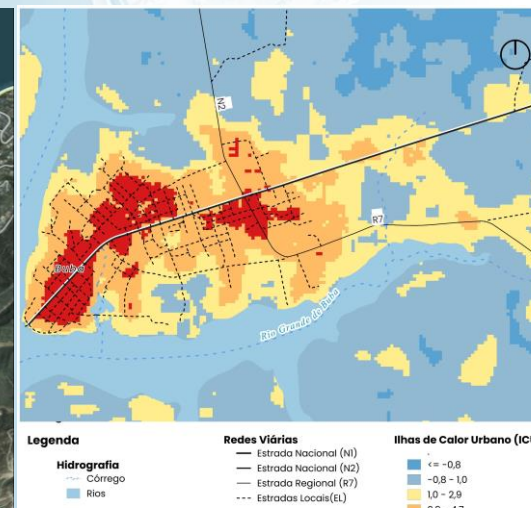 N2
R7
Buba
Rio Grande de Buba
Legenda
Hidrografia
Córrego
Rios
Redes Viárias
Estrada Nacional (N1)
Estrada Nacional (N2)
Estrada Regional (R7)
Estradas Locais(EL)
Ilhas de Calor Urbano (ICU
<= -0,8
-0,8 - 1,0
1,0 - 2,9